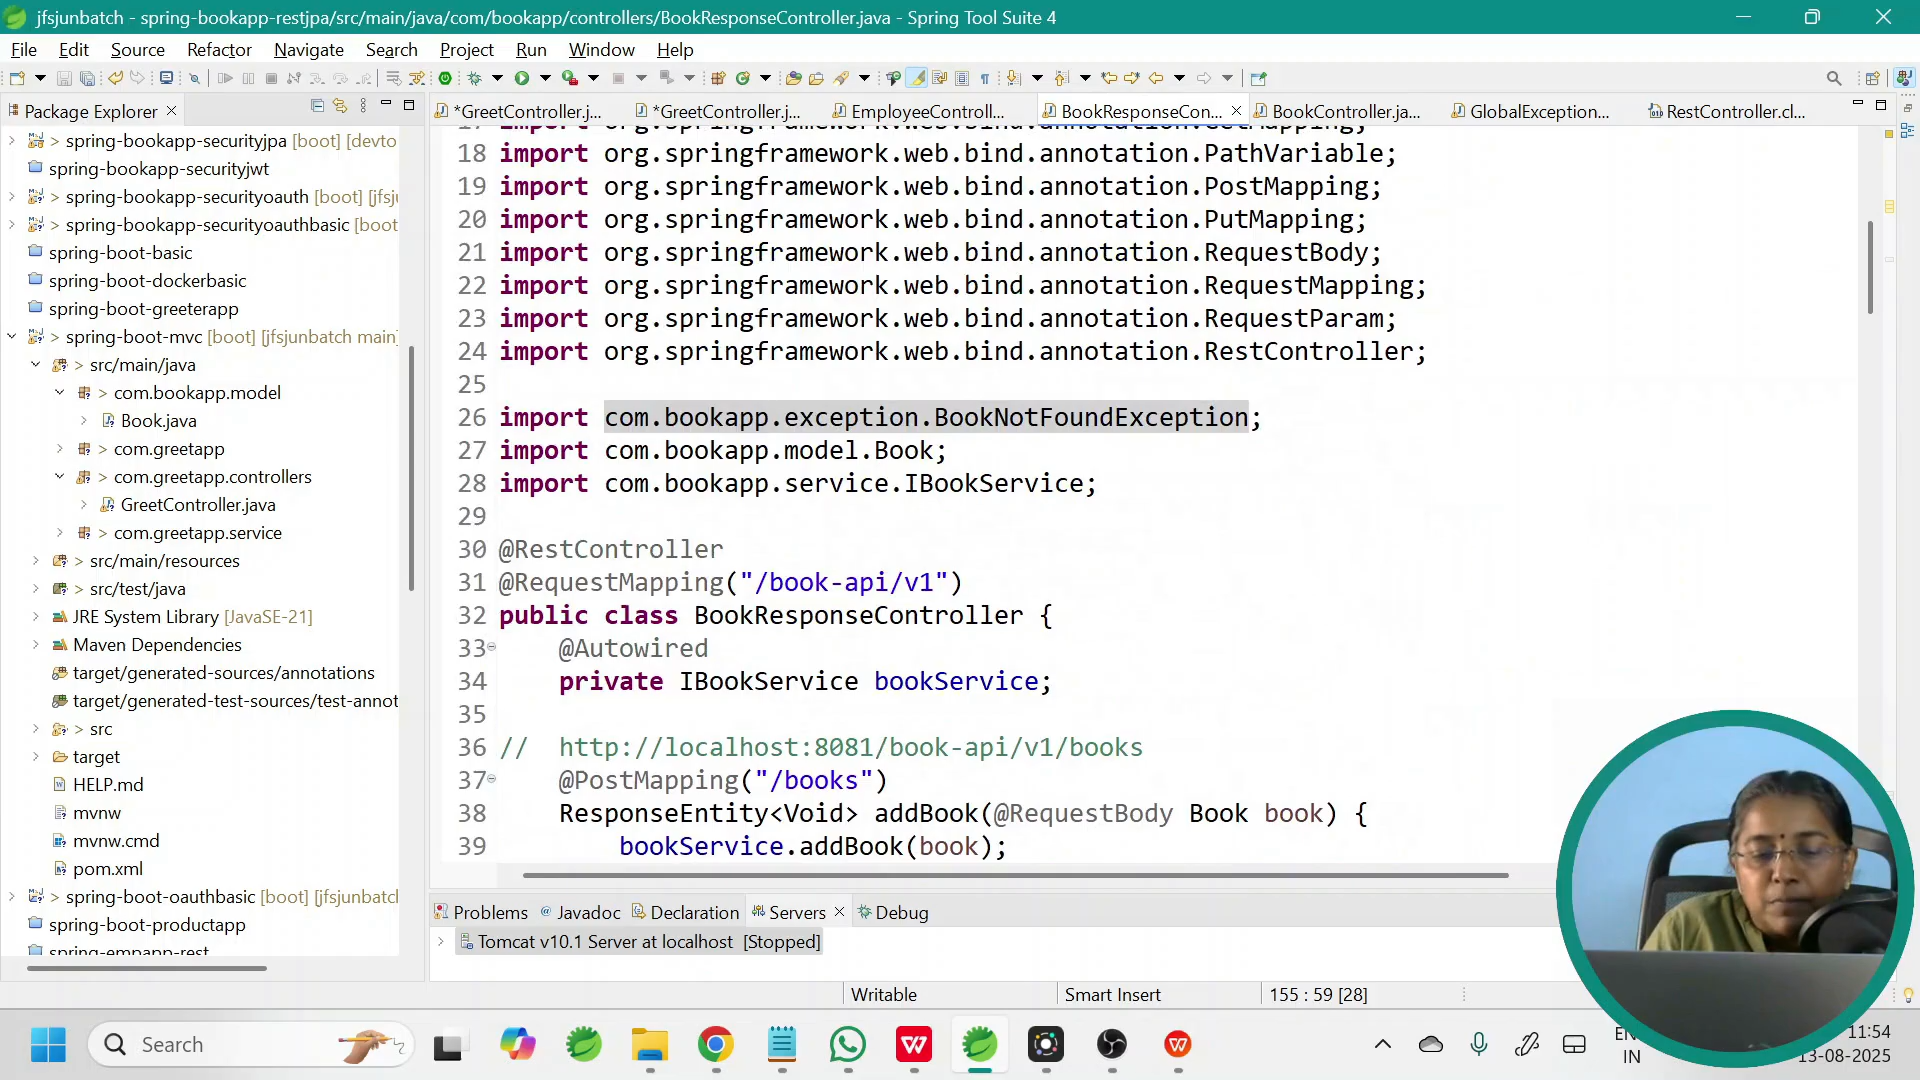 jfsjunbatch - spring-bookapp-restjpa/src/main/java/com/bookapp/controllers/BookResponseController.java - Spring Tool Suite 4
File Edit Source Refactor Navigate Search Project Run Window Help
Package Explorer
*GreetController.j... *GreetController.j... EmployeeControll... BookResponseCon... BookController.ja... GlobalException... RestController.cl...
spring-bookapp-securityjpa [boot] [devto
spring-bookapp-securityjwt
> spring-bookapp-securityoauth [boot] [jfsju
> spring-bookapp-securityoauthbasic [boot
spring-boot-basic
spring-boot-dockerbasic
spring-boot-greeterapp
> spring-boot-mvc [boot] [jfsjunbatch main]
> src/main/java
> com.bookapp.model
Book.java
> com.greetapp
> com.greetapp.controllers
GreetController.java
> com.greetapp.service
> src/main/resources
> src/test/java
JRE System Library [JavaSE-21]
Maven Dependencies
target/generated-sources/annotations
target/generated-test-sources/test-annot
> src
target
HELP.md
mvnw
mvnw.cmd
pom.xml
> spring-boot-oauthbasic [boot] [jfsjunbatch
spring-boot-productapp
spring-empapp-rest
17 import org.springframework.web.bind.annotation.GetMapping;
18 import org.springframework.web.bind.annotation.PathVariable;
19 import org.springframework.web.bind.annotation.PostMapping;
20 import org.springframework.web.bind.annotation.PutMapping;
21 import org.springframework.web.bind.annotation.RequestBody;
22 import org.springframework.web.bind.annotation.RequestMapping;
23 import org.springframework.web.bind.annotation.RequestParam;
24 import org.springframework.web.bind.annotation.RestController;
25
26 import com.bookapp.exception.BookNotFoundException;
27 import com.bookapp.model.Book;
28 import com.bookapp.service.IBookService;
29
30 @RestController
31 @RequestMapping("/book-api/v1")
32 public class BookResponseController {
33 @Autowired
34 private IBookService bookService;
35
36 // http://localhost:8081/book-api/v1/books
37 @PostMapping("/books")
38 ResponseEntity<Void> addBook(@RequestBody Book book) {
39 bookService.addBook(book);
Problems @ Javadoc Declaration Servers Debug
Tomcat v10.1 Server at localhost [Stopped]
Writable Smart Insert 155 : 59 [28]
Search
IN
11:54
13-08-2025